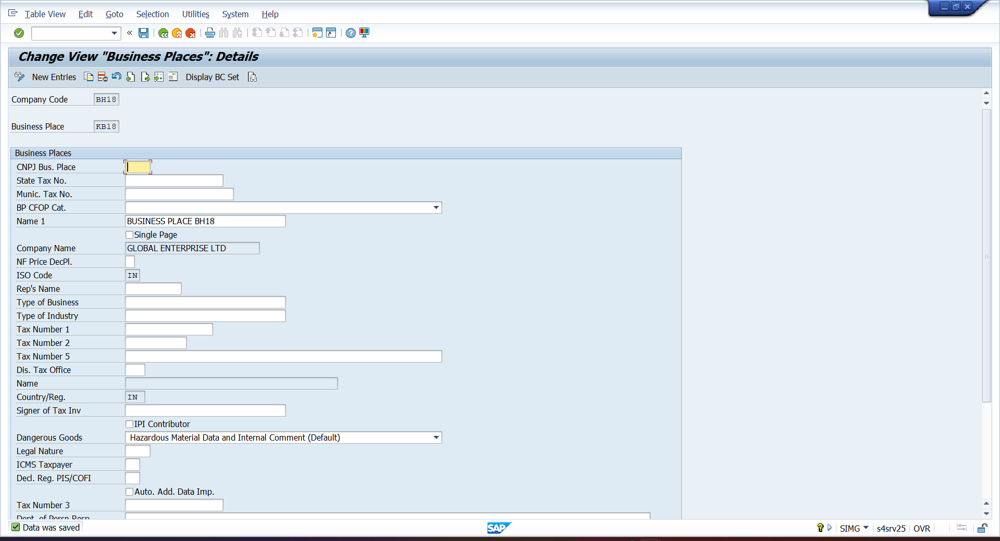 Table View Edit Goto Selection Utilities System Help
Change View "Business Places": Details
New Entries Display BC Set
Company Code BH18
Business Place KB18
Business Places
CNPJ Bus. Place
State Tax No.
Munic. Tax No.
BP CFOP Cat.
Name 1 BUSINESS PLACE BH18
Single Page
Company Name GLOBAL ENTERPRISE LTD
NF Price DecPl.
ISO Code IN
Rep's Name
Type of Business
Type of Industry
Tax Number 1
Tax Number 2
Tax Number 5
Dis. Tax Office
Name
Country/Reg. IN
Signer of Tax Inv
IPI Contributor
Dangerous Goods Hazardous Material Data and Internal Comment (Default)
Legal Nature
ICMS Taxpayer
Decl. Reg. PIS/COFI
Auto. Add. Data Imp.
Tax Number 3
Dept. of Persn Resp
Data was saved SAP SIMG s4srv25 OVR